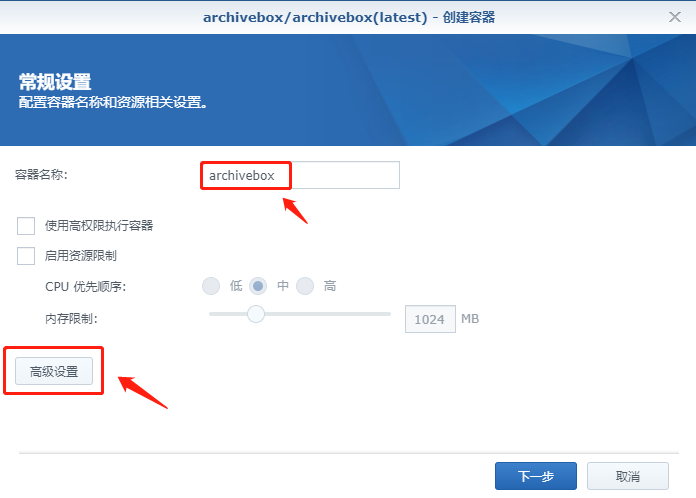 archivebox/archivebox(latest) - 创建容器
常规设置
配置容器名称和资源相关设置。
容器名称: archivebox
使用高权限执行容器
启用资源限制
CPU 优先顺序: 低 中 高
内存限制: 1024 MB
高级设置
下一步 取消